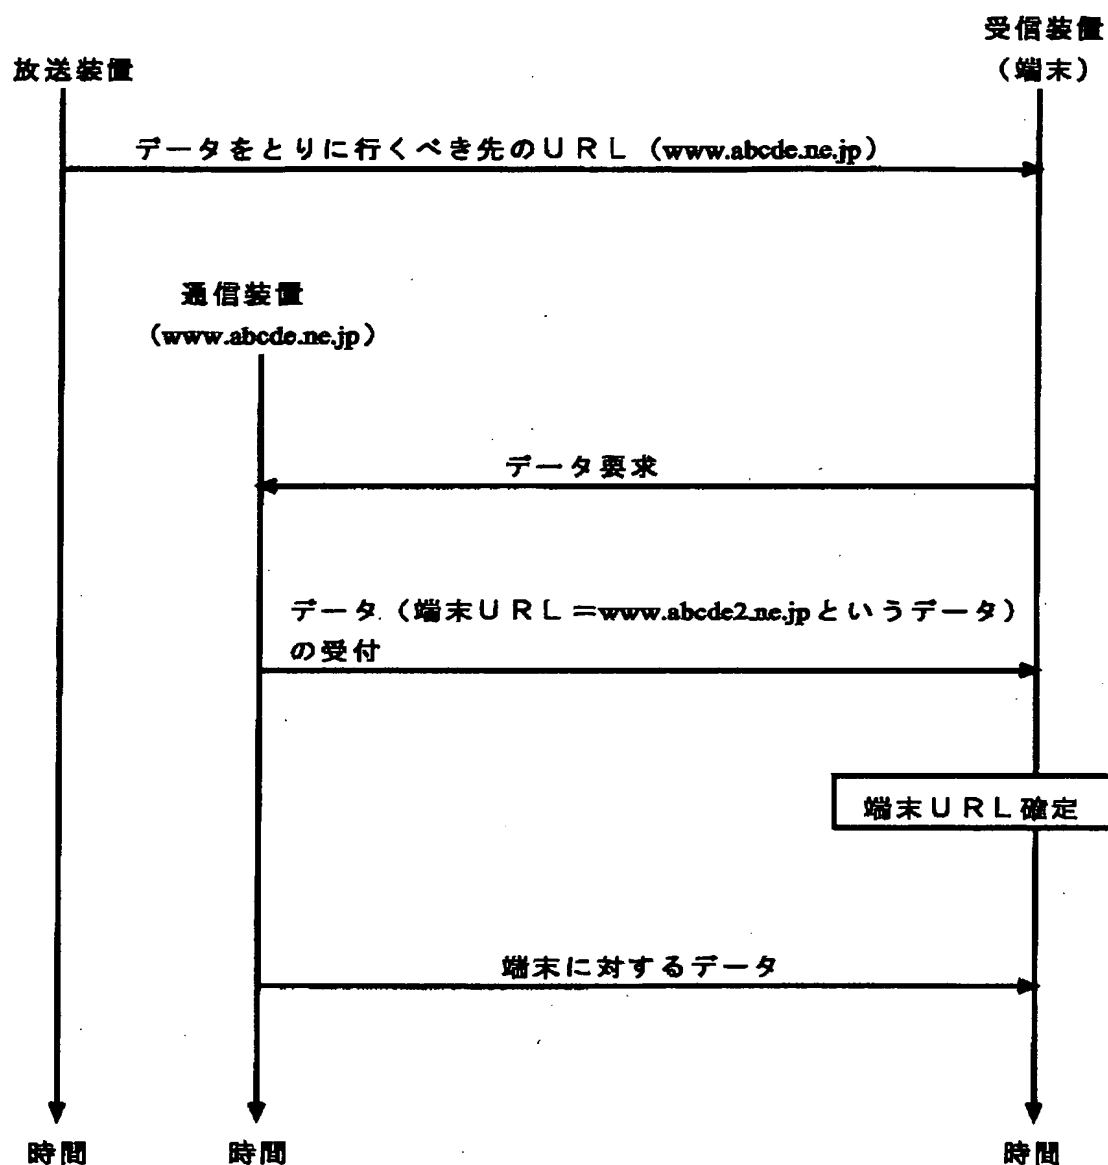 受信装置
(端末)
放送装置
データをとりに行くべき先のURL (www.abcde.ne.jp)
通信装置
(www.abcde.ne.jp)
データ要求
データ (端末URL=www.abcde2.ne.jpというデータ)
の受付
端末URL確定
端末に対するデータ
時間
時間
時間